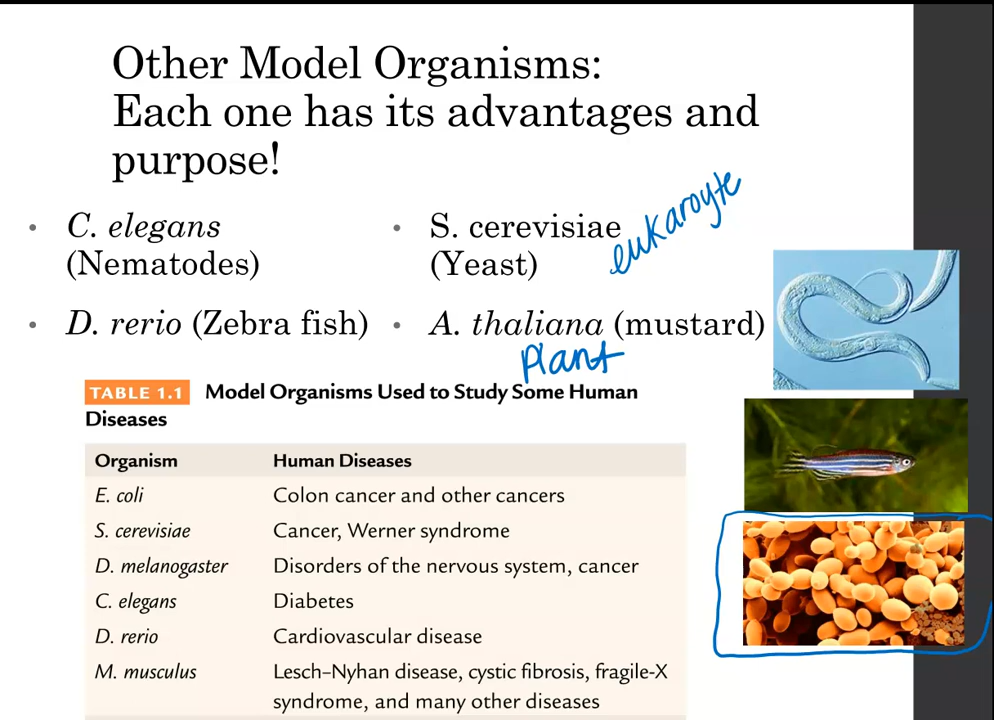 Other Model Organisms:
Each one has its advantages and
purpose!
• C. elegans
(Nematodes)
• D. rerio (Zebra fish)
• S. cerevisiae
(Yeast)
eukaroyte
• A. thaliana (mustard)
Plant
TABLE 1.1 Model Organisms Used to Study Some Human
Diseases
Organism Human Diseases
E. coli Colon cancer and other cancers
S. cerevisiae Cancer, Werner syndrome
D. melanogaster Disorders of the nervous system, cancer
C. elegans Diabetes
D. rerio Cardiovascular disease
M. musculus Lesch–Nyhan disease, cystic fibrosis, fragile-X
syndrome, and many other diseases